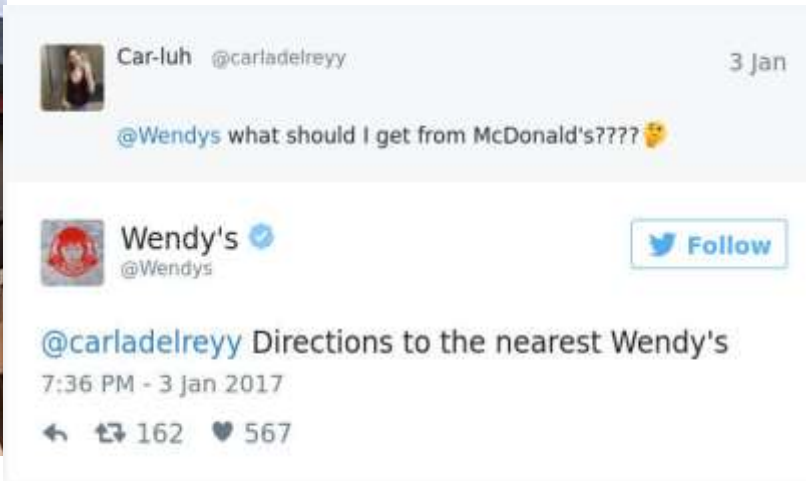 Car-luh @carladelreyy 3 Jan
@Wendys what should I get from McDonald's????🤔
Wendy's
@Wendys
Follow
@carladelreyy Directions to the nearest Wendy's
7:36 PM - 3 Jan 2017
162 567